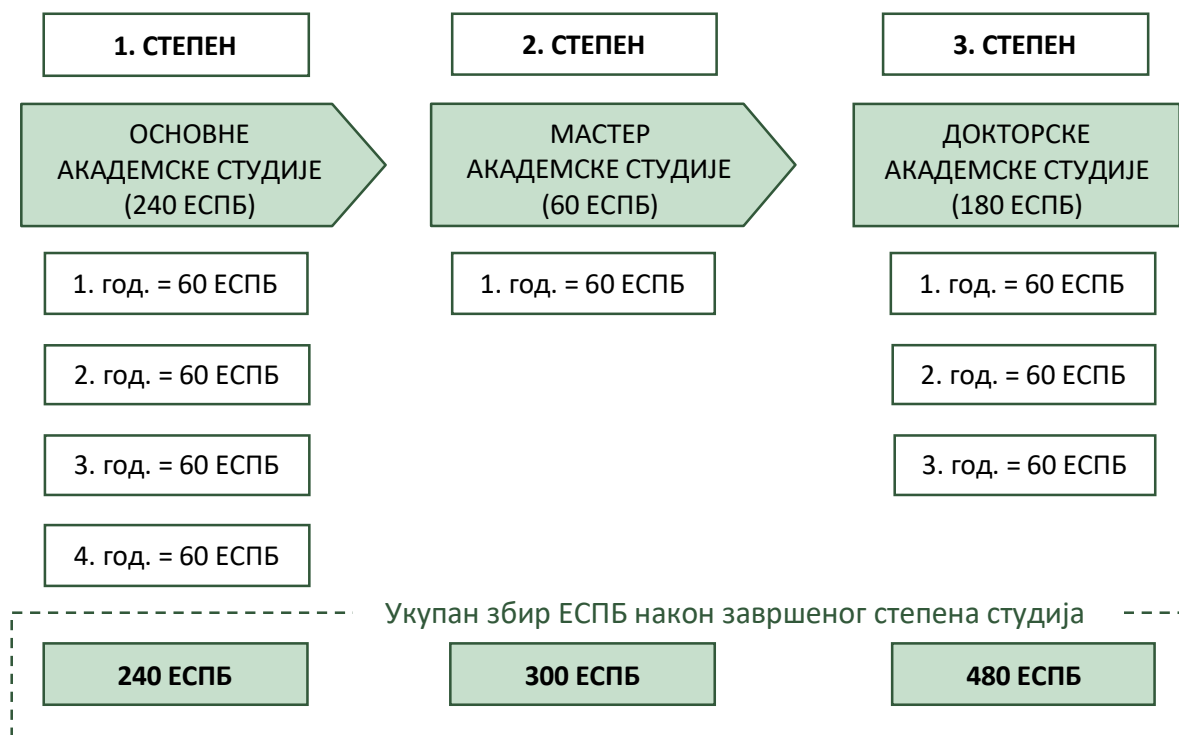 1. СТЕПЕН
2. СТЕПЕН
3. СТЕПЕН
ОСНОВНЕ
АКАДЕМСКЕ СТУДИЈЕ
(240 ЕСПБ)
МАСТЕР
АКАДЕМСКЕ СТУДИЈЕ
(60 ЕСПБ)
ДОКТОРСКЕ
АКАДЕМСКЕ СТУДИЈЕ
(180 ЕСПБ)
1. год. = 60 ЕСПБ
1. год. = 60 ЕСПБ
1. год. = 60 ЕСПБ
2. год. = 60 ЕСПБ
2. год. = 60 ЕСПБ
3. год. = 60 ЕСПБ
3. год. = 60 ЕСПБ
4. год. = 60 ЕСПБ
Укупан збир ЕСПБ након завршеног степена студија
240 ЕСПБ
300 ЕСПБ
480 ЕСПБ